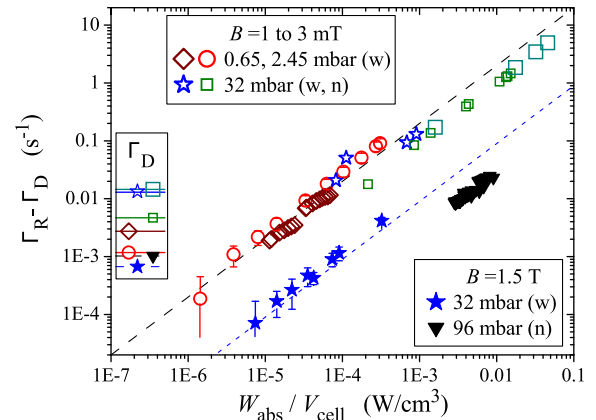 10
1
0.1
0.01
1E-3
1E-4
Γ_R-Γ_D (s⁻¹)
B=1 to 3 mT
0.65, 2.45 mbar (w)
32 mbar (w, n)
Γ_D
B=1.5 T
32 mbar (w)
96 mbar (n)
1E-7 1E-6 1E-5 1E-4 1E-3 0.01 0.1
W_abs / V_cell (W/cm³)